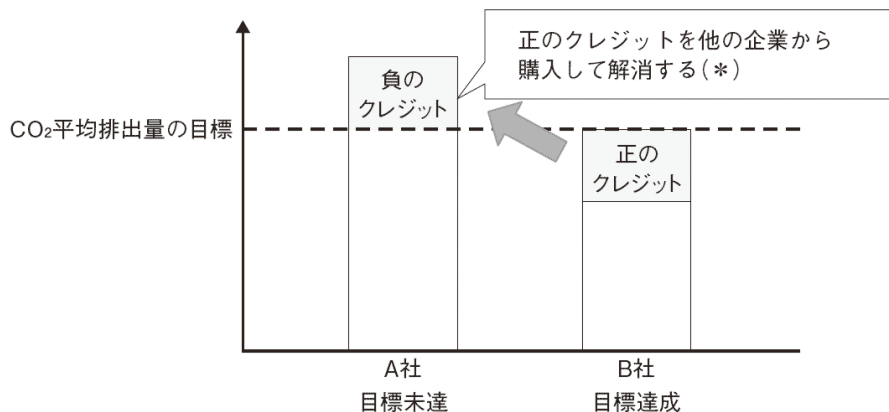 正のクレジットを他の企業から
購入して解消する(*)
負の
クレジット
CO₂平均排出量の目標
正の
クレジット
A社
目標未達
B社
目標達成